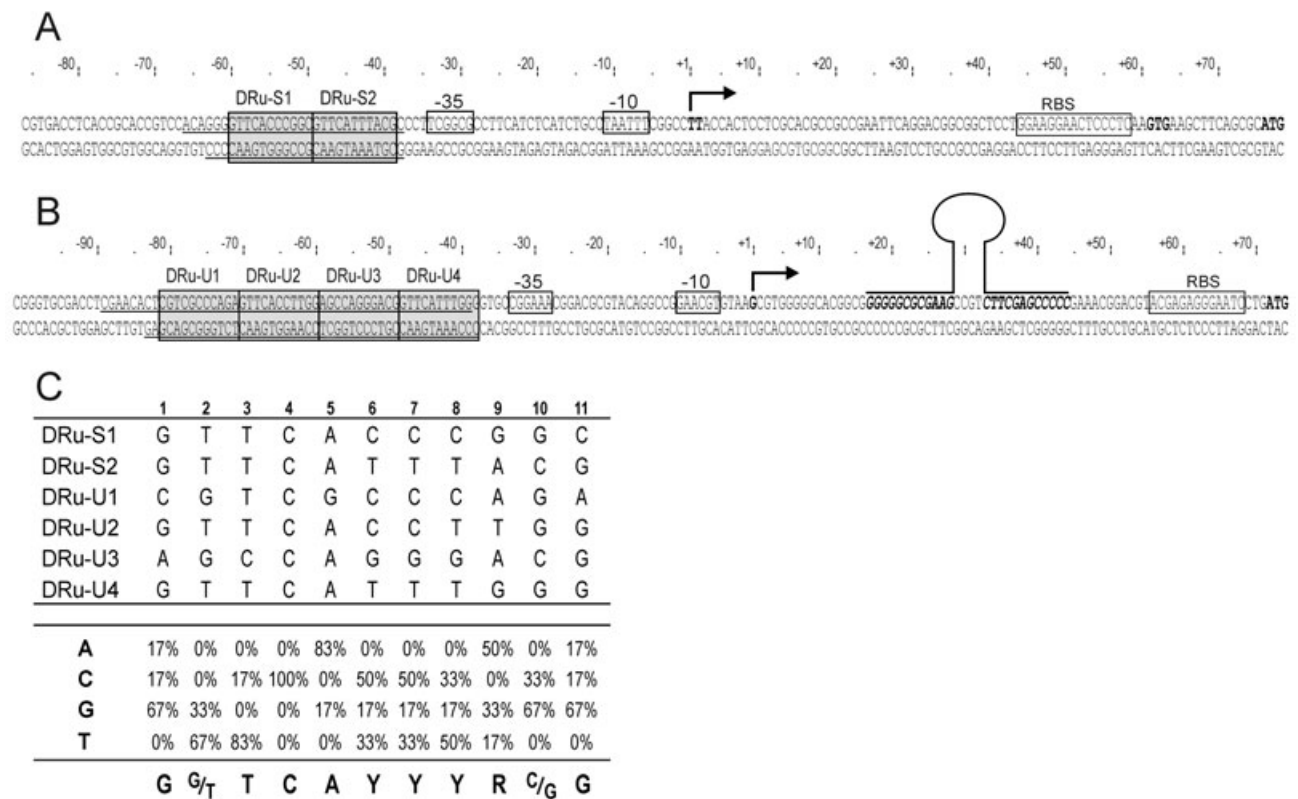 A
-80 -70 -60 -50 -40 -30 -20 -10 +1 +10 +20 +30 +40 +50 +60 +70
DRu-S1 DRu-S2 -35 -10 RBS
CGTGACCTCACCGCACCGTCCACAGGGGTTCACCCGGCGTTCATTTACGCCCTTCGGCGCCTTCATCTCATCTGCCTAATTTCGGCCTTACCACTCCTCGCACGCCGCCGAATTCAGGACGGCGGCTCCTGGAAGGAACTCCCTCAAGTGAAGCTTCAGCGCATG
GCACTGGAGTGGCGTGGCAGGTGTCCCCAAGTGGGCCGCAAGTAAATGCGGGAAGCCGCGGAAGTAGAGTAGACGGATTAAAGCCGGAATGGTGAGGAGCGTGCGGCGGCTTAAGTCCTGCCGCCGAGGACCTTCCTTGAGGGAGTTCACTTCGAAGTCGCGTAC
B
-90 -80 -70 -60 -50 -40 -30 -20 -10 +1 +10 +20 +30 +40 +50 +60 +70
DRu-U1 DRu-U2 DRu-U3 DRu-U4 -35 -10 RBS
CGGGTGCGACCTCGAACACTCGTCGCCCAGAGTTCACCTTGGAGCCAGGGACGTTCATTTGGGGTGCCGGAAACGGACGCGTACAGGCCGGAACGTGTAAGCGTGGGGGCACGGCGGGGGGGCGCGAAGCCGTCTTCGAGCCCCCCGAAACGGACGTACGAGAGGGAATCCTGATG
GCCCACGCTGGAGCTTGTGAGCAGCGGGTCTCAAGTGGAACCTCGGTCCCTGCAAGTAAACCCCACGGCCTTTGCCTGCGCATGTCCGGCCTTGCACATTCGCACCCCCGTGCCGCCCCCCCGCGCTTCGGCAGAAGCTCGGGGGGCTTTGCCTGCATGCTCTCCCTTAGGACTAC
C
1 2 3 4 5 6 7 8 9 10 11
DRu-S1 G T T C A C C C G G C
DRu-S2 G T T C A T T T A C G
DRu-U1 C G T C G C C C A G A
DRu-U2 G T T C A C C T T G G
DRu-U3 A G C C A G G G A C G
DRu-U4 G T T C A T T T G G G
A 17% 0% 0% 0% 83% 0% 0% 0% 50% 0% 17%
C 17% 0% 17% 100% 0% 50% 50% 33% 0% 33% 17%
G 67% 33% 0% 0% 17% 17% 17% 17% 33% 67% 67%
T 0% 67% 83% 0% 0% 33% 33% 50% 17% 0% 0%
G G/T T C A Y Y Y R C/G G